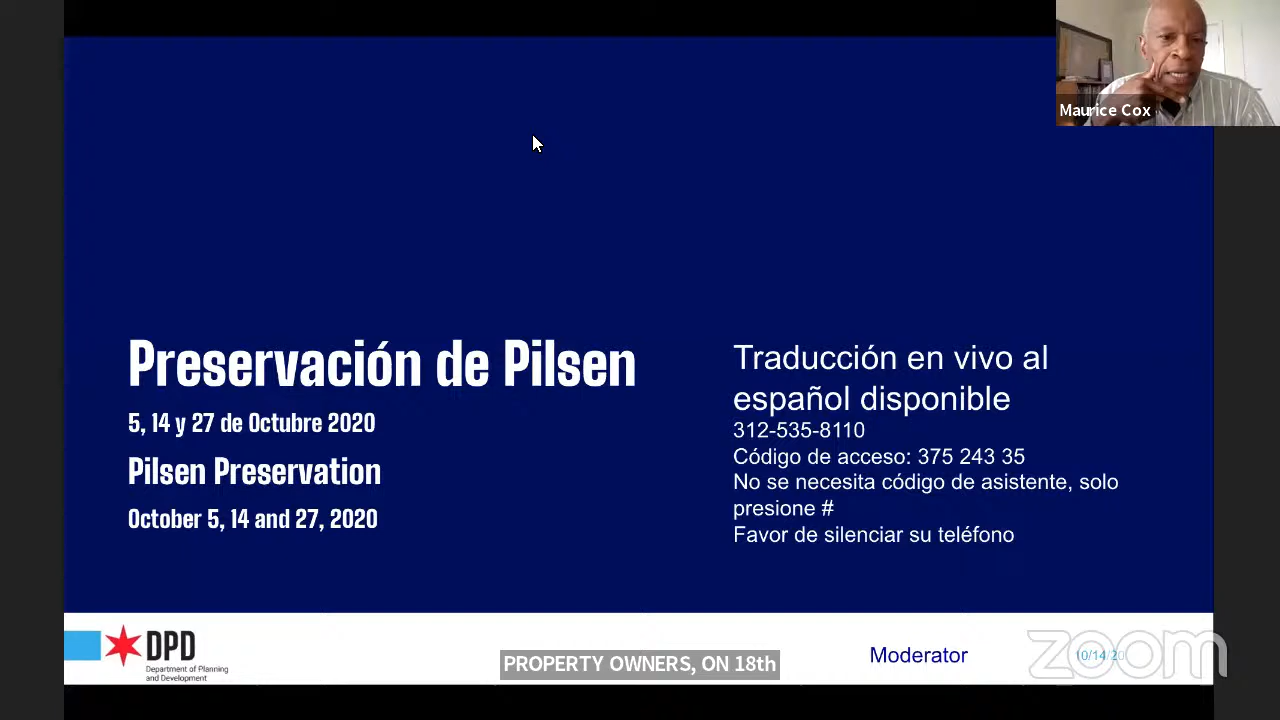 Maurice Cox
Preservación de Pilsen
5, 14 y 27 de Octubre 2020
Pilsen Preservation
October 5, 14 and 27, 2020
Traducción en vivo al
español disponible
312-535-8110
Código de acceso: 375 243 35
No se necesita código de asistente, solo
presione #
Favor de silenciar su teléfono
DPD
Department of Planning
and Development
PROPERTY OWNERS, ON 18th
Moderator
10/14/20
zoom